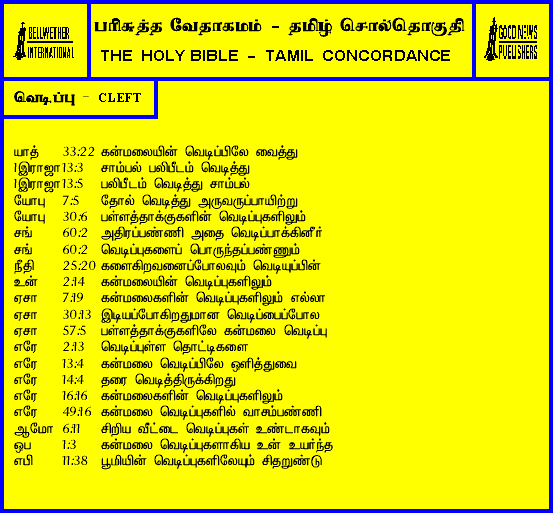 BELLWETHER INTERNATIONAL
பரிசுத்த வேதாகமம் - தமிழ் சொல்தொகுதி
THE HOLY BIBLE - TAMIL CONCORDANCE
GOOD NEWS PUBLISHERS
வெடிப்பு - CLEFT
யாத் 33:22 கன்மலையின் வெடிப்பிலே வைத்து
1இராஜா 13:3 சாம்பல் பலிபீடம் வெடித்து
1இராஜா 13:5 பலிபீடம் வெடித்து சாம்பல்
யோபு 7:5 தோல் வெடித்து அருவருப்பாயிற்று
யோபு 30:6 பள்ளத்தாக்குகளின் வெடிப்புகளிலும்
சங் 60:2 அதிரப்பண்ணி அதை வெடிப்பாக்கினீர்
சங் 60:2 வெடிப்புகளைப் பொருந்தப்பண்ணும்
நீதி 25:20 களைகிறவனைப்போலவும் வெடியுப்பின்
உன் 2:14 கன்மலையின் வெடிப்புகளிலும்
ஏசா 7:19 கன்மலைகளின் வெடிப்புகளிலும் எல்லா
ஏசா 30:13 இடியப்போகிறதுமான வெடிப்பைப்போல
ஏசா 57:5 பள்ளத்தாக்குகளிலே கன்மலை வெடிப்பு
எரே 2:13 வெடிப்புள்ள தொட்டிகளை
எரே 13:4 கன்மலை வெடிப்பிலே ஒளித்துவை
எரே 14:4 தரை வெடித்திருக்கிறது
எரே 16:16 கன்மலைகளின் வெடிப்புகளிலும்
எரே 49:16 கன்மலை வெடிப்புகளில் வாசம்பண்ணி
ஆமோ 6:11 சிறிய வீட்டை வெடிப்புகள் உண்டாகவும்
ஒப 1:3 கன்மலை வெடிப்புகளாகிய உன் உயர்ந்த
எபி 11:38 பூமியின் வெடிப்புகளிலேயும் சிதறுண்டு